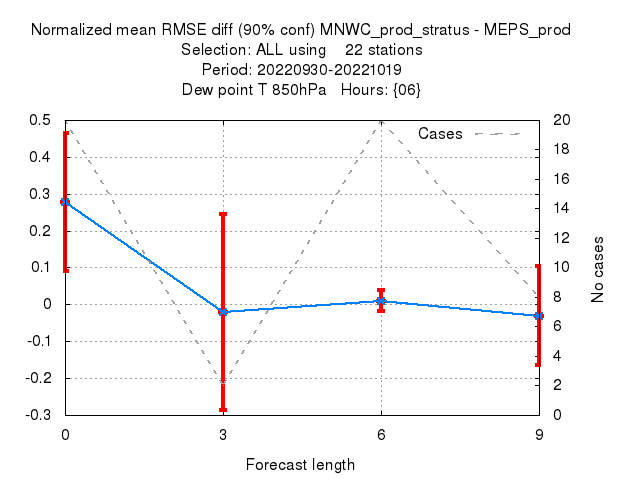 Normalized mean RMSE diff (90% conf) MNWC_prod_stratus - MEPS_prod
Selection: ALL using 22 stations
Period: 20220930-20221019
Dew point T 850hPa Hours: {06}
Cases
0.5
0.4
0.3
0.2
0.1
0
-0.1
-0.2
-0.3
20
18
16
14
12
10
8
6
4
2
0
No cases
0 3 6 9
Forecast length